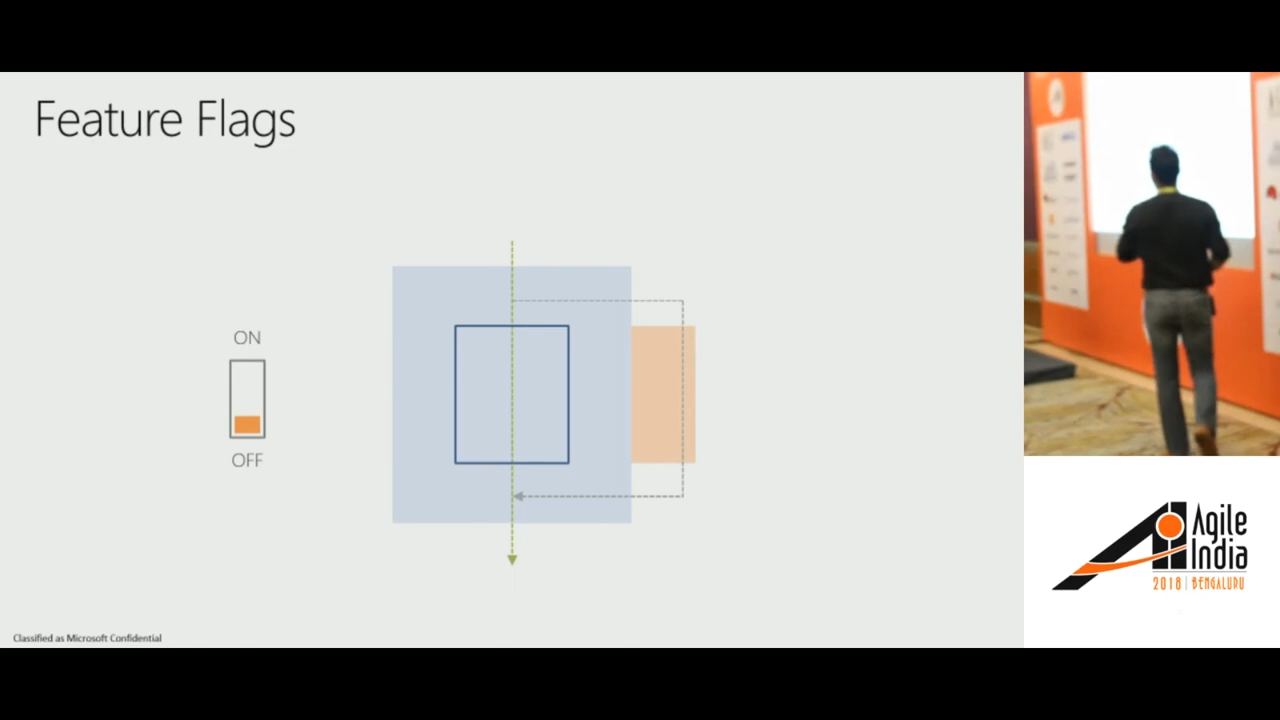 Feature Flags
ON
OFF
Classified as Microsoft Confidential
Agile
India
2018 | BENGALURU